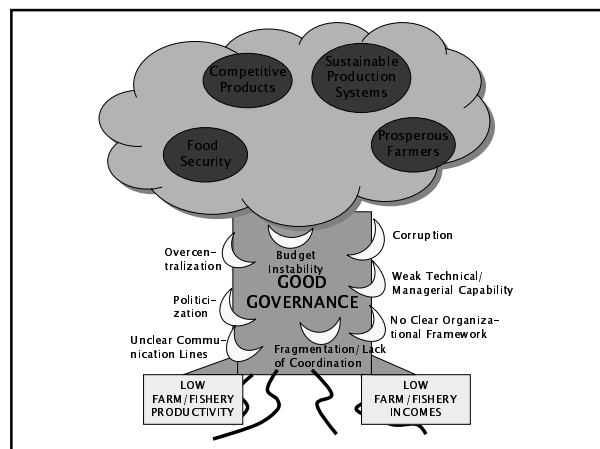 Competitive
Products
Sustainable
Production
Systems
Food
Security
Prosperous
Farmers
Overcen-
tralization
Politici-
zation
Unclear Commu-
nication Lines
Budget
Instability
GOOD
GOVERNANCE
Fragmentation/Lack
of Coordination
Corruption
Weak Technical/
Managerial Capability
No Clear Organiza-
tional Framework
LOW
FARM/FISHERY
PRODUCTIVITY
LOW
FARM/FISHERY
INCOMES